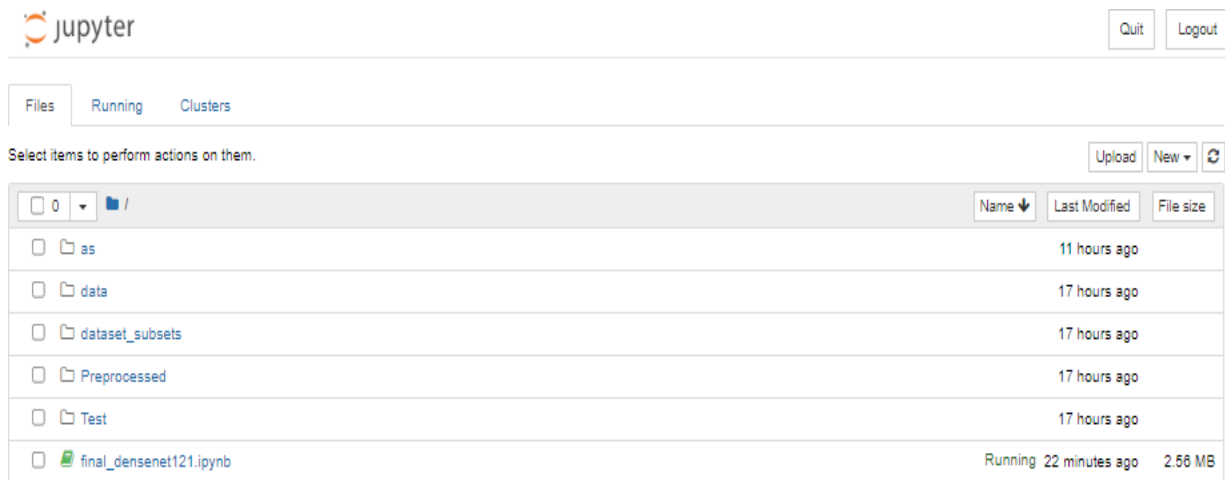 jupyter Quit Logout
Files Running Clusters
Select items to perform actions on them. Upload New
0 / Name Last Modified File size
as 11 hours ago
data 17 hours ago
dataset_subsets 17 hours ago
Preprocessed 17 hours ago
Test 17 hours ago
final_densenet121.ipynb Running 22 minutes ago 2.56 MB